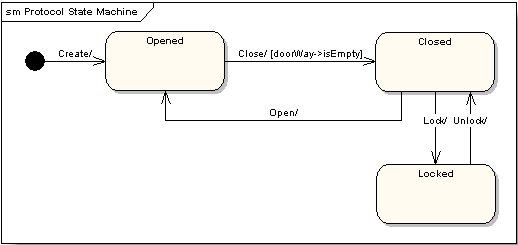 sm Protocol State Machine
Create/
Opened
Close/ [doorWay->isEmpty]
Closed
Open/
Lock/
Unlock/
Locked